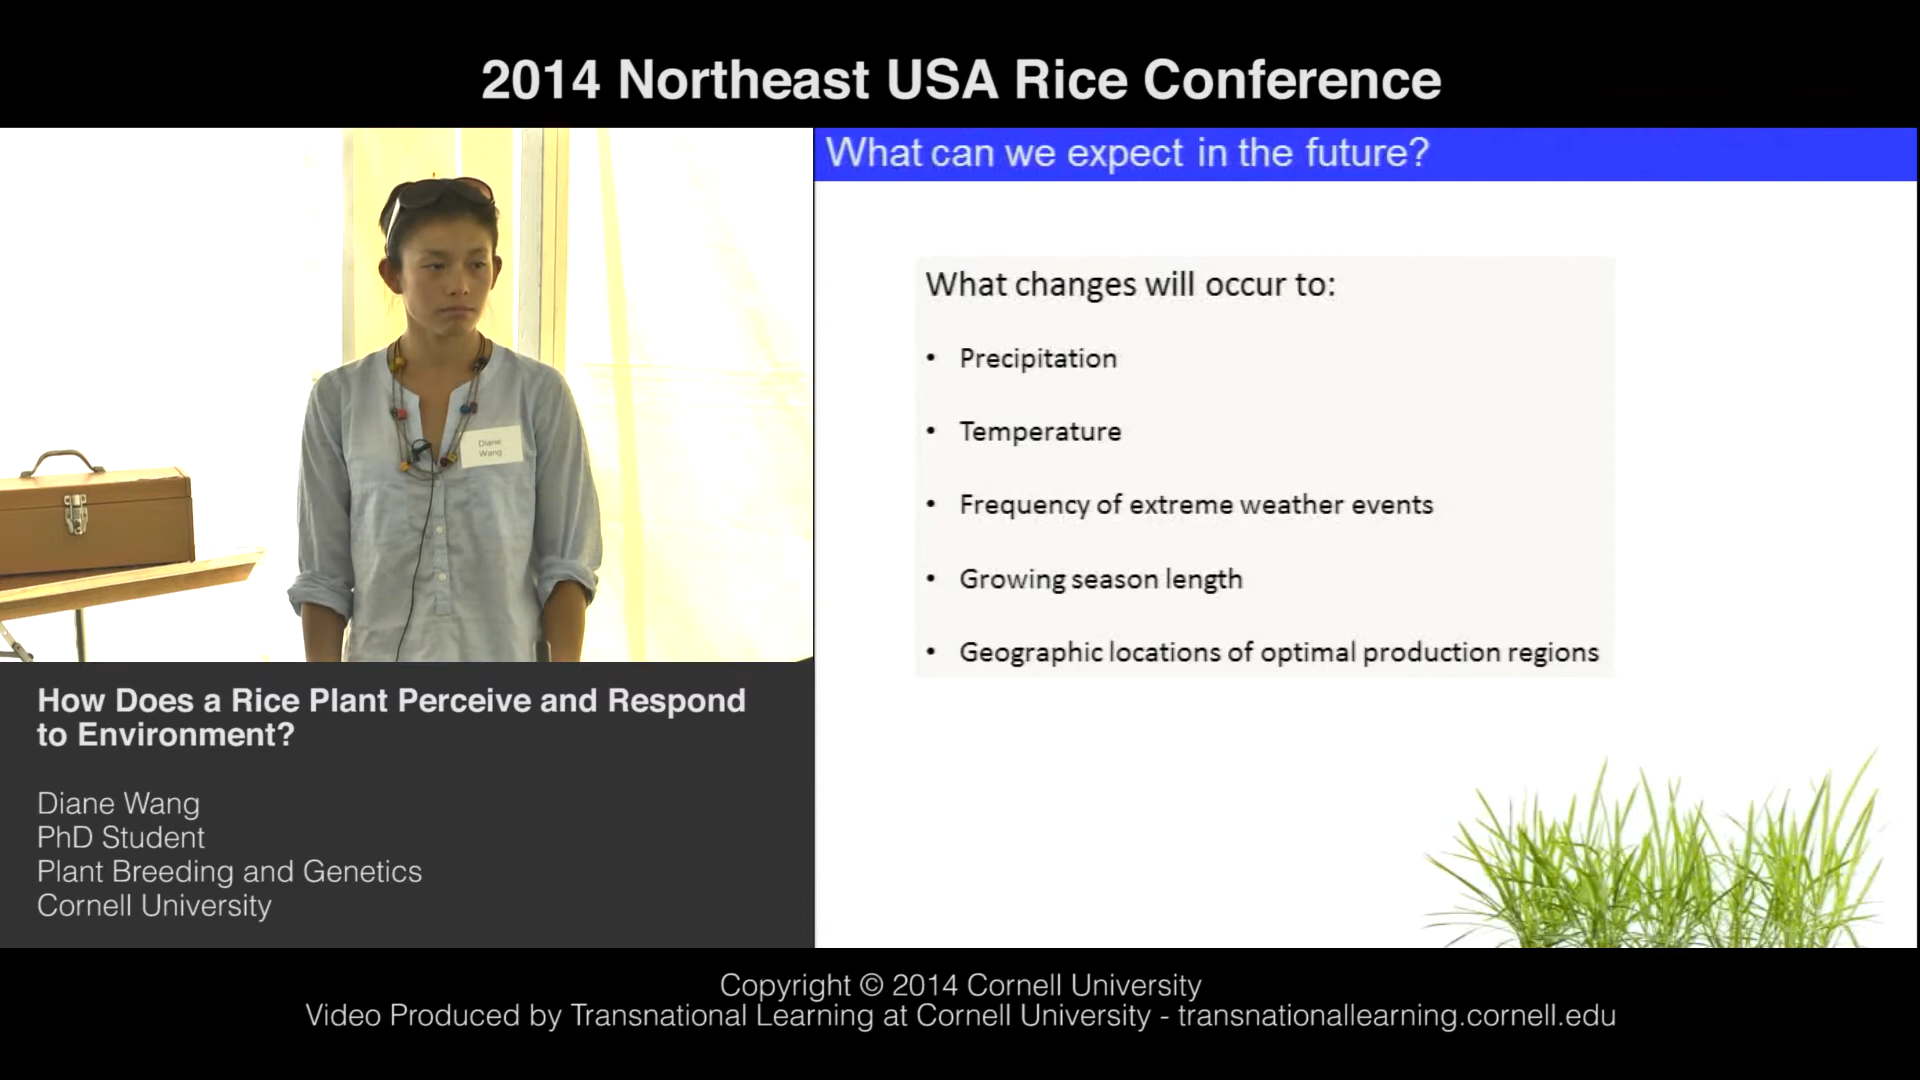 2014 Northeast USA Rice Conference
What can we expect in the future?
What changes will occur to:
• Precipitation
• Temperature
• Frequency of extreme weather events
• Growing season length
• Geographic locations of optimal production regions
Diane
Wang
How Does a Rice Plant Perceive and Respond
to Environment?
Diane Wang
PhD Student
Plant Breeding and Genetics
Cornell University
Copyright © 2014 Cornell University
Video Produced by Transnational Learning at Cornell University - transnationallearning.cornell.edu